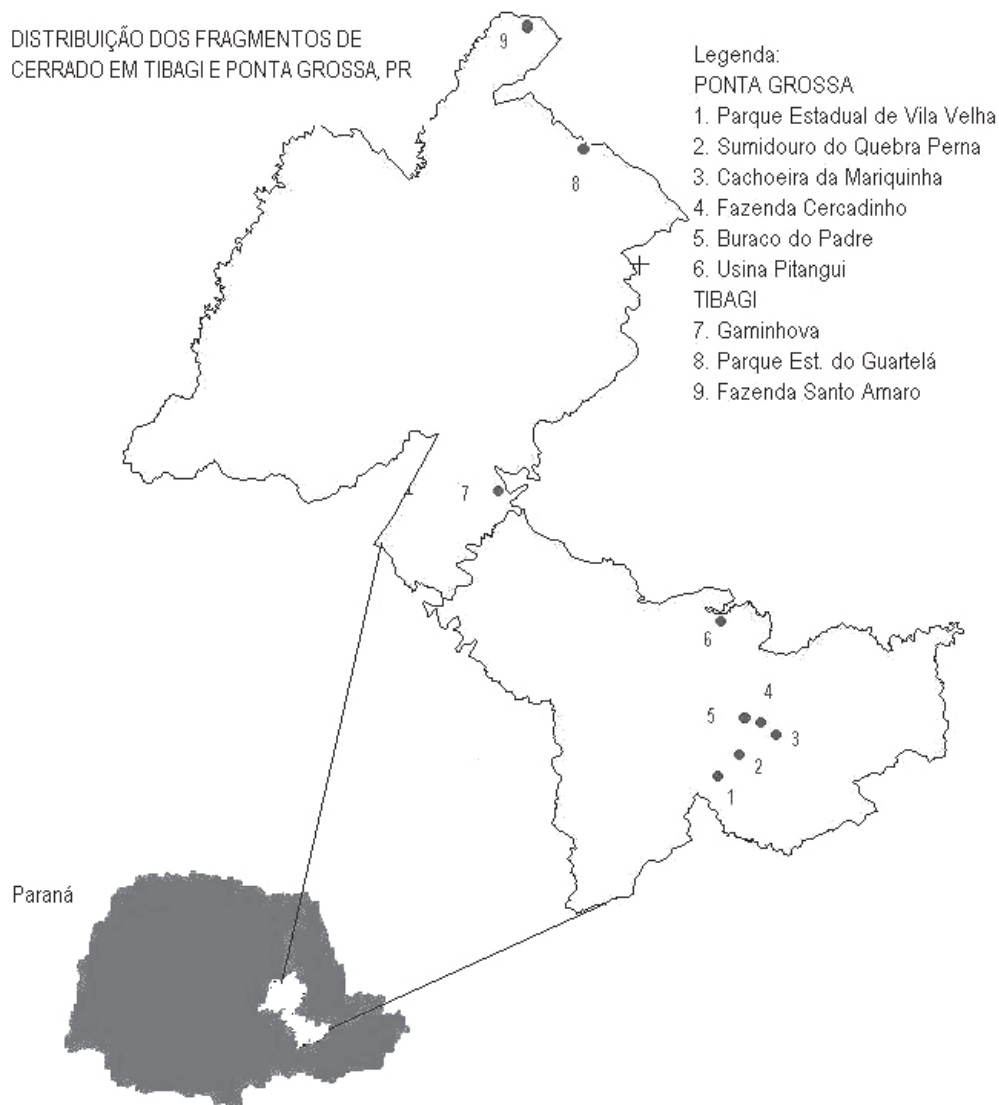 DISTRIBUIÇÃO DOS FRAGMENTOS DE
CERRADO EM TIBAGI E PONTA GROSSA, PR
Legenda:
PONTA GROSSA
1. Parque Estadual de Vila Velha
2. Sumidouro do Quebra Perna
3. Cachoeira da Mariquinha
4. Fazenda Cercadinho
5. Buraco do Padre
6. Usina Pitangui
TIBAGI
7. Gaminhova
8. Parque Est. do Guartelá
9. Fazenda Santo Amaro
9
8
7
6
4
5
3
2
1
Paraná